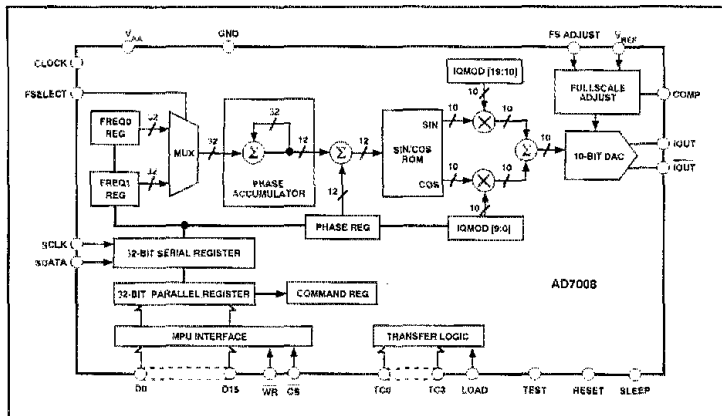 V_AA GND FS ADJUST V_REF
CLOCK
FSELECT
FREQ0 REG
32
FREQ1 REG
32
MUX
32
32
Σ
12
PHASE ACCUMULATOR
Σ
12
12
PHASE REG
SIN/COS ROM
SIN
COS
10
10
IQMOD [19:10]
10
10
IQMOD [9:0]
10
10
Σ
10
FULLSCALE ADJUST
COMP
10-BIT DAC
IOUT
IOUT
SCLK
SDATA
32-BIT SERIAL REGISTER
32-BIT PARALLEL REGISTER
COMMAND REG
AD7008
MPU INTERFACE
TRANSFER LOGIC
D0 D15 WR CS TC0 TC3 LOAD TEST RESET SLEEP